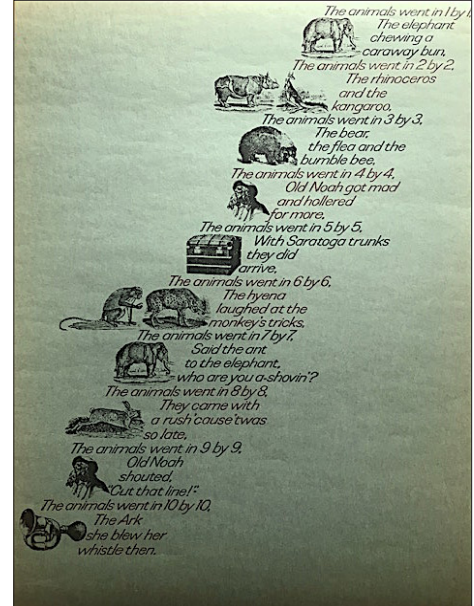 The animals went in 1 by 1,
The elephant
chewing a
caraway bun,
The animals went in 2 by 2,
The rhinoceros
and the
kangaroo,
The animals went in 3 by 3,
The bear,
the flea and the
bumble bee,
The animals went in 4 by 4,
Old Noah got mad
and hollered
for more,
The animals went in 5 by 5,
With Saratoga trunks
they did
arrive,
The animals went in 6 by 6,
The hyena
laughed at the
monkey's tricks,
The animals went in 7 by 7,
Said the ant
to the elephant,
who are you a-shovin'?
The animals went in 8 by 8,
They came with
a rush 'cause 'twas
so late,
The animals went in 9 by 9,
Old Noah
shouted,
"Cut that line!"
The animals went in 10 by 10,
The Ark
she blew her
whistle then.